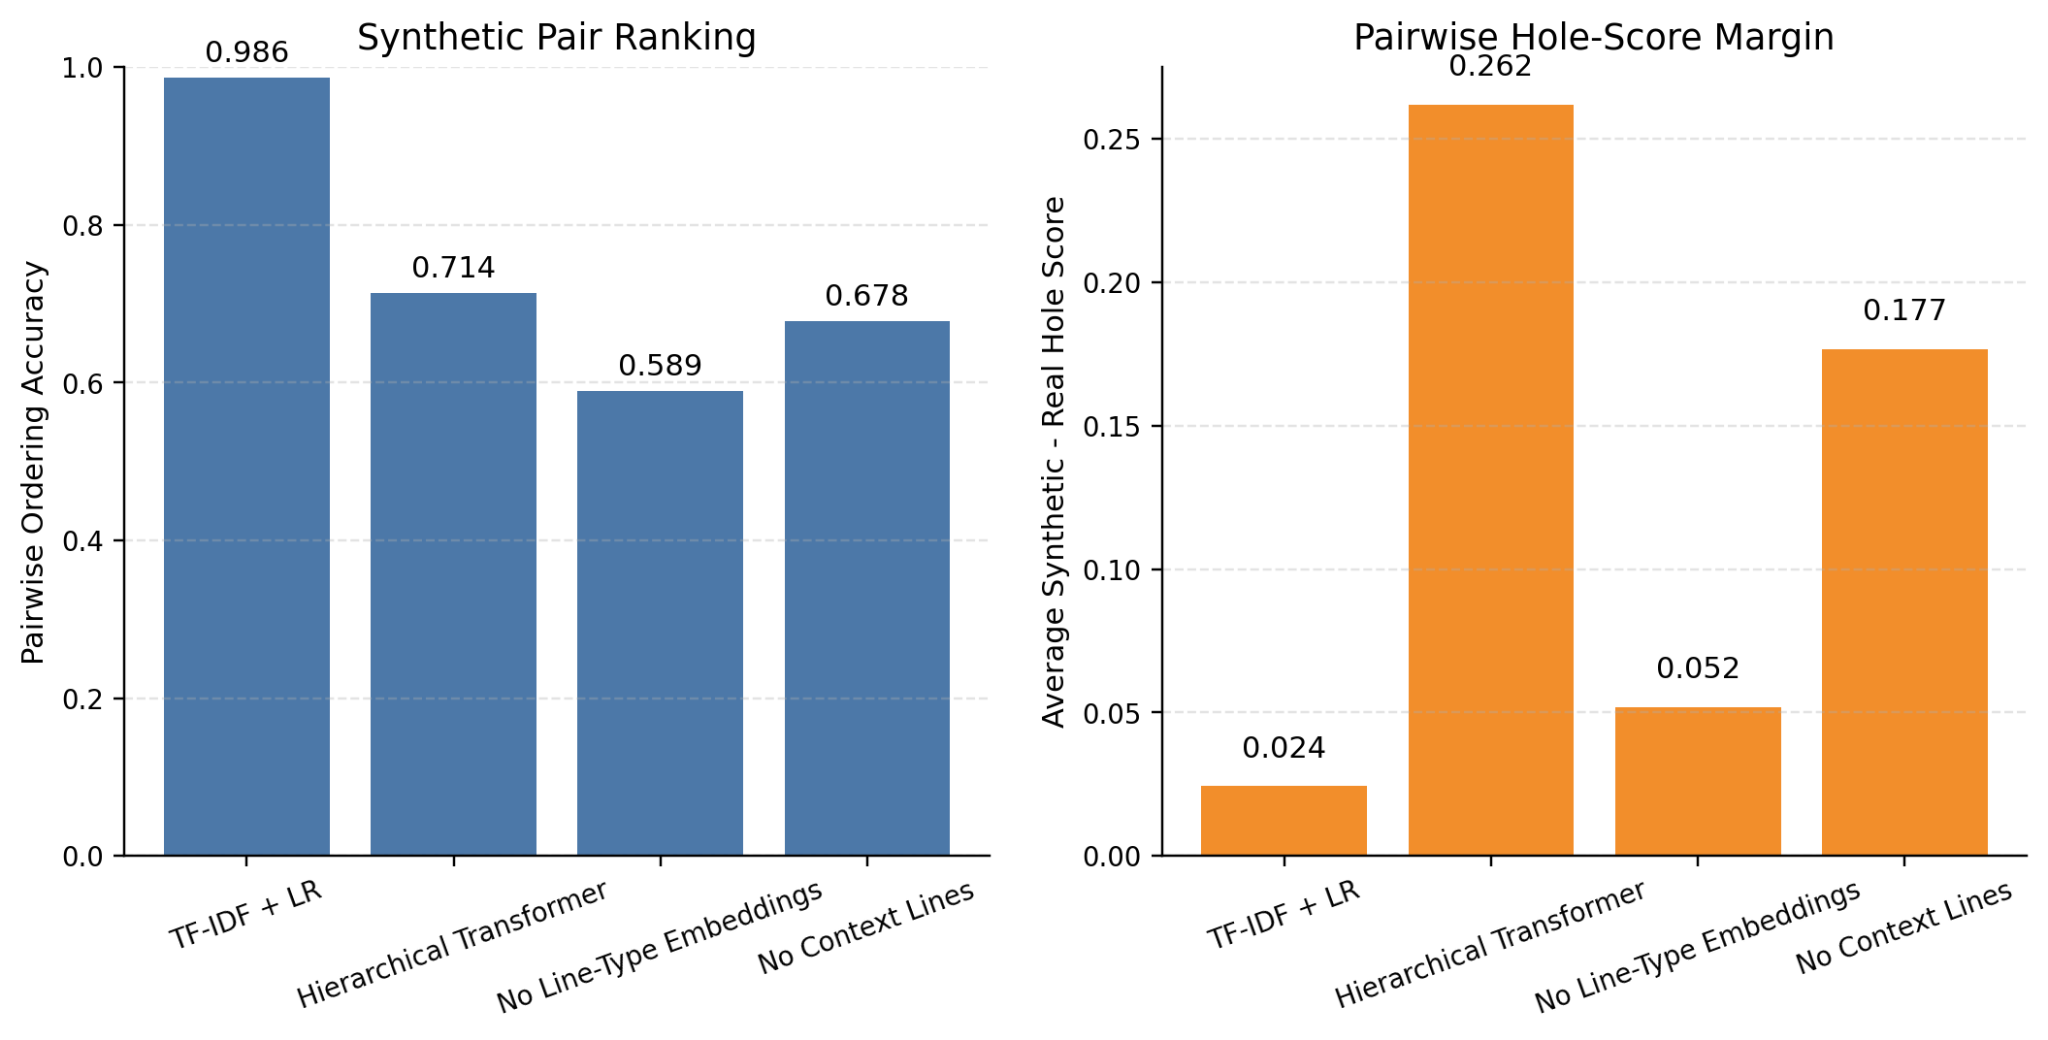 Synthetic Pair Ranking
Pairwise Ordering Accuracy
1.0
0.8
0.6
0.4
0.2
0.0
0.986
0.714
0.589
0.678
TF-IDF + LR
Hierarchical Transformer
No Line-Type Embeddings
No Context Lines
Pairwise Hole-Score Margin
Average Synthetic - Real Hole Score
0.25
0.20
0.15
0.10
0.05
0.00
0.024
0.262
0.052
0.177
TF-IDF + LR
Hierarchical Transformer
No Line-Type Embeddings
No Context Lines